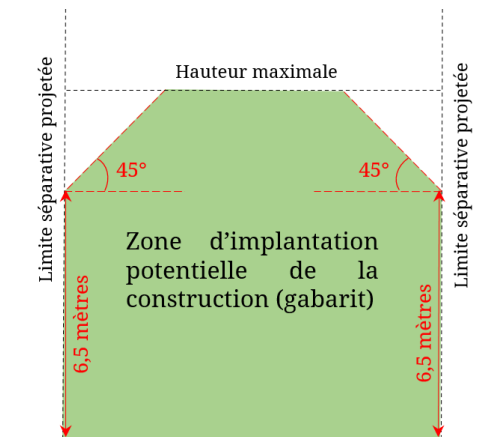 Hauteur maximale
Limite séparative projetée
Limite séparative projetée
45°
45°
Zone d’implantation
potentielle de la
construction (gabarit)
6,5 mètres
6,5 mètres